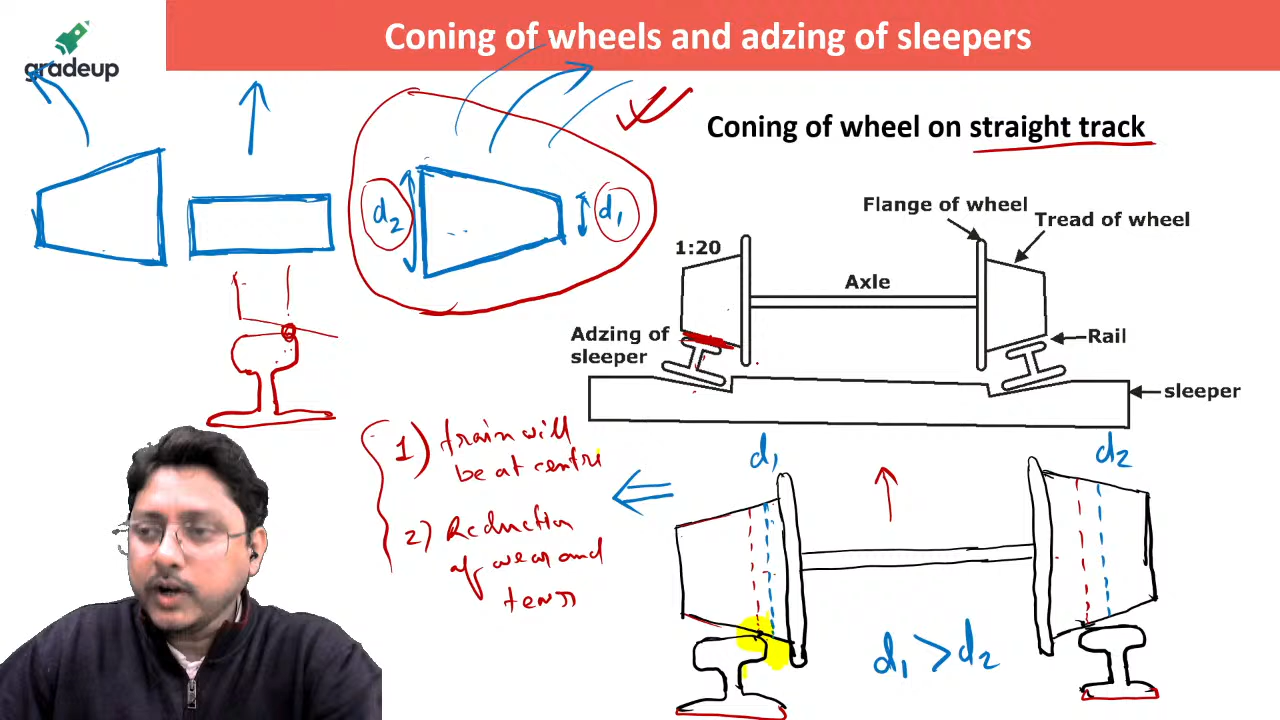 Coning of wheels and adzing of sleepers
gradeup
Coning of wheel on straight track
d2
d1
Flange of wheel
Tread of wheel
1:20
Axle
Adzing of
sleeper
Rail
sleeper
1) train will
be at centre
2) Reduction
of wear and
tear
d1
d2
d1 > d2